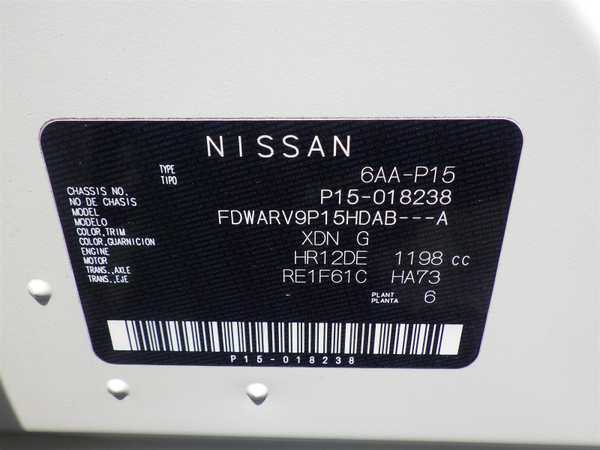 NISSAN
TYPE
TIPO 6AA-P15
CHASSIS NO.
NO DE CHASIS P15-018238
MODEL
MODELO FDWARV9P15HDAB---A
COLOR,TRIM
COLOR,GUARNICION XDN G
ENGINE
MOTOR HR12DE 1198 cc
TRANS.,AXLE
TRANS.,EJE RE1F61C HA73
PLANT
PLANTA 6
P15-018238